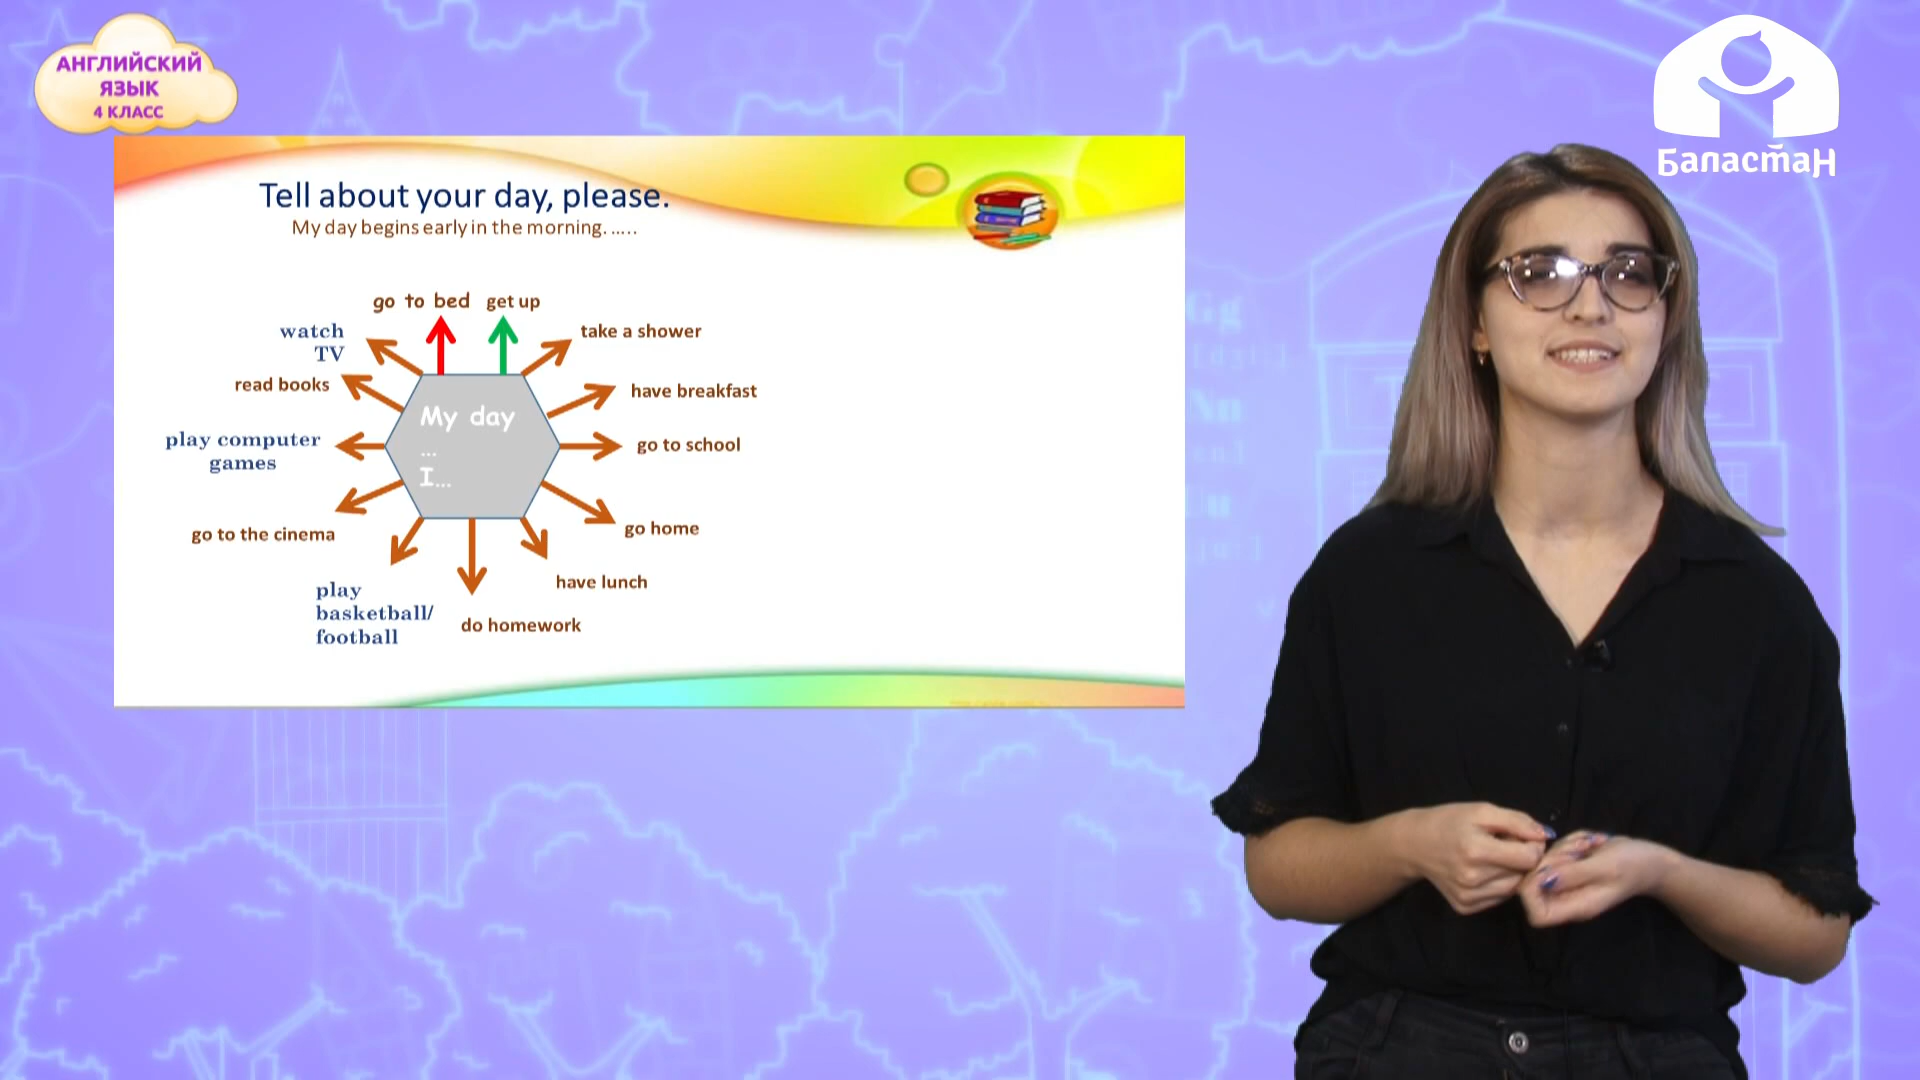 АНГЛИЙСКИЙ
ЯЗЫК
4 КЛАСС
Баластан
Tell about your day, please.
My day begins early in the morning. .....
go to bed
get up
take a shower
have breakfast
go to school
go home
have lunch
do homework
play
basketball/
football
go to the cinema
play computer
games
read books
watch
TV
My day
...
I...